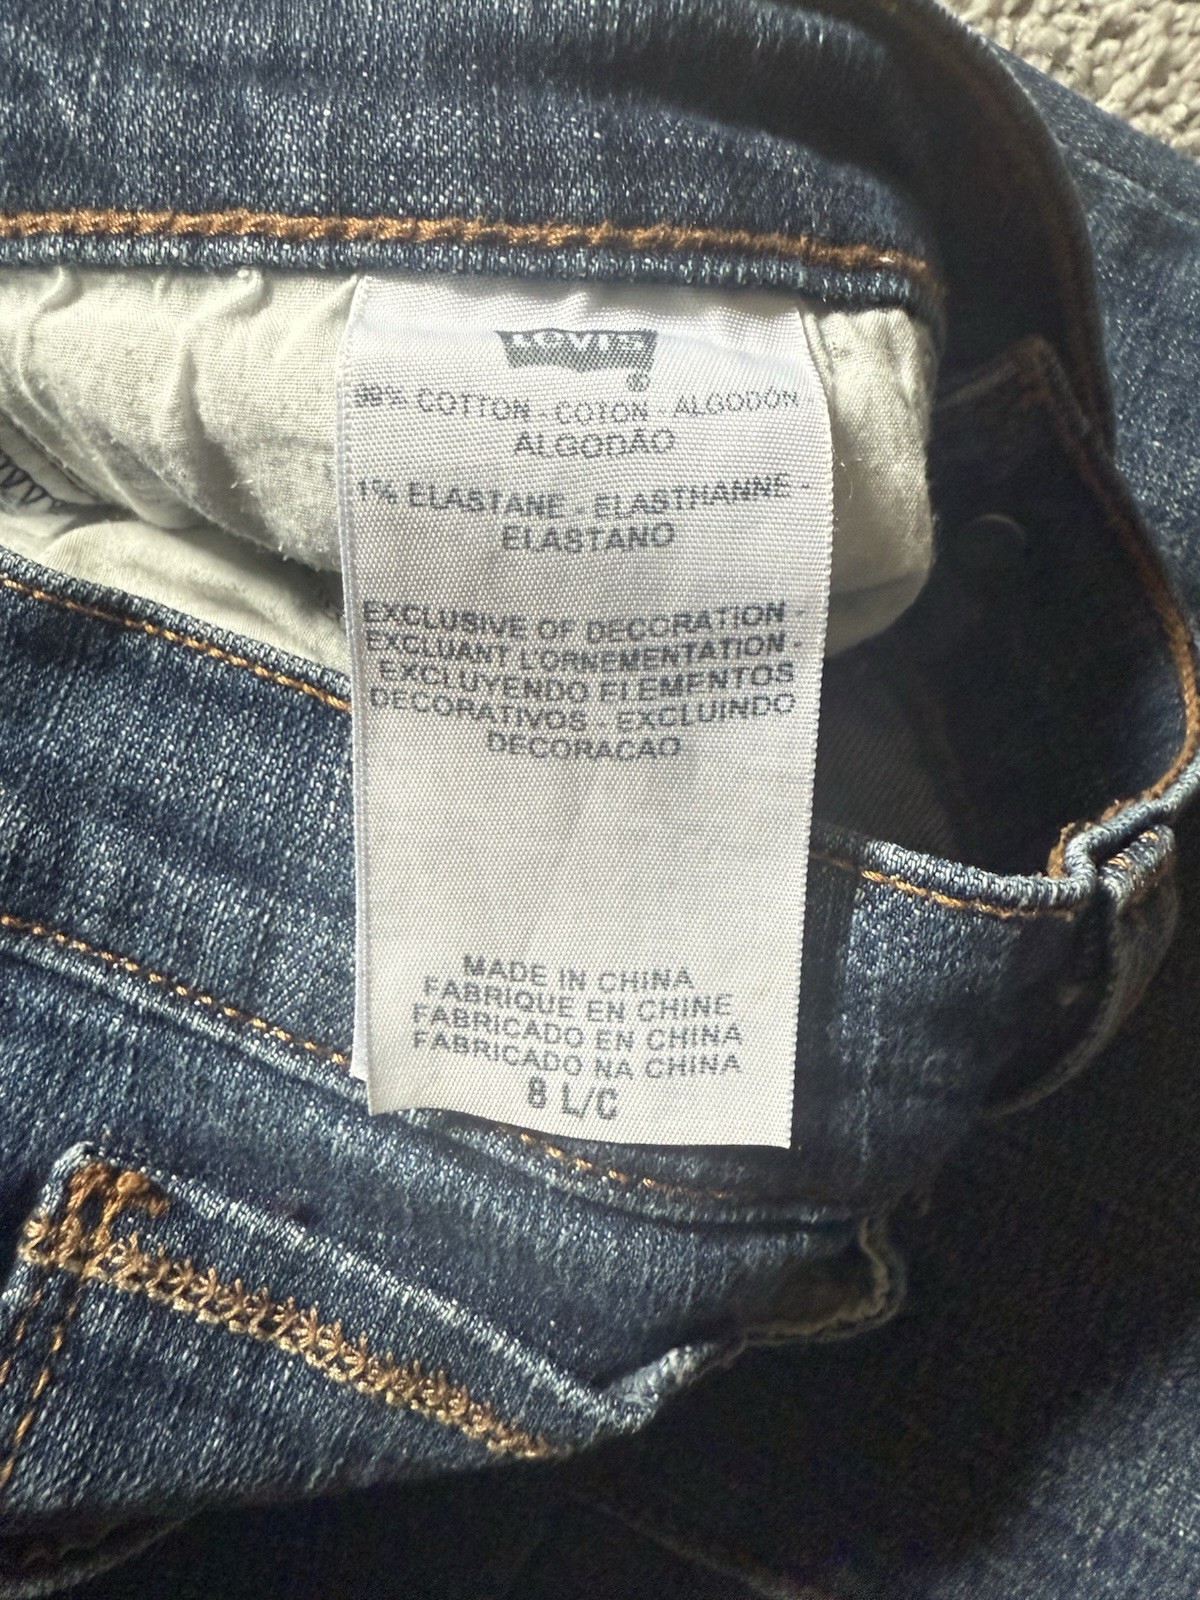 LEVI'S
®
99% COTTON - COTON - ALGODÓN
ALGODÃO
1% ELASTANE - ELASTHANNE -
ELASTANO
EXCLUSIVE OF DECORATION -
EXCLUANT L'ORNEMENTATION -
EXCLUYENDO ELEMENTOS
DECORATIVOS - EXCLUINDO
DECORACAO
MADE IN CHINA
FABRIQUE EN CHINE
FABRICADO EN CHINA
FABRICADO NA CHINA
8 L/C